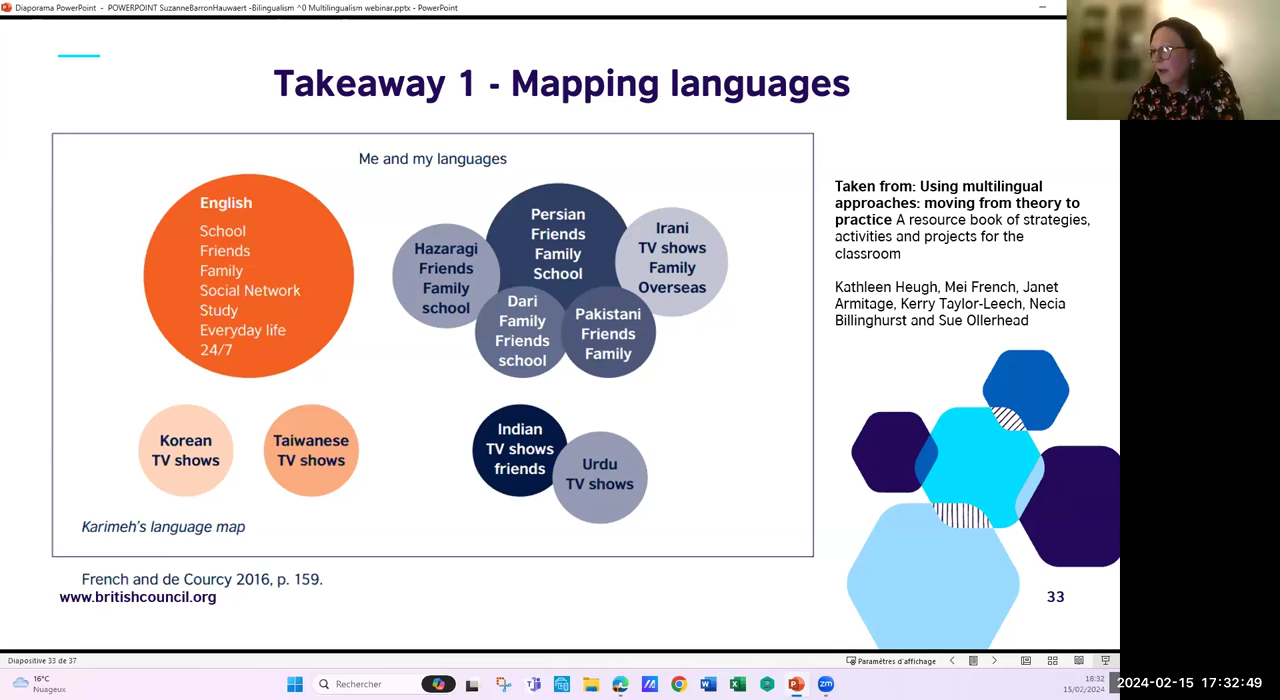 Diaporama PowerPoint - POWERPOINT SuzanneBarronHauwaert -Bilingualism ^0 Multilingualism webinar.pptx - PowerPoint
Takeaway 1 - Mapping languages
Me and my languages
English
School
Friends
Family
Social Network
Study
Everyday life
24/7
Hazaragi
Friends
Family
school
Persian
Friends
Family
School
Irani
TV shows
Family
Overseas
Dari
Family
Friends
school
Pakistani
Friends
Family
Korean
TV shows
Taiwanese
TV shows
Indian
TV shows
friends
Urdu
TV shows
Karimeh's language map
French and de Courcy 2016, p. 159.
www.britishcouncil.org
Taken from: Using multilingual
approaches: moving from theory to
practice A resource book of strategies,
activities and projects for the
classroom
Kathleen Heugh, Mei French, Janet
Armitage, Kerry Taylor-Leech, Necia
Billinghurst and Sue Ollerhead
33
Diapositive 33 de 37
Paramètres d'affichage
16°C
Nuageux
Rechercher
18:32
15/02/2024
2024-02-15 17:32:49